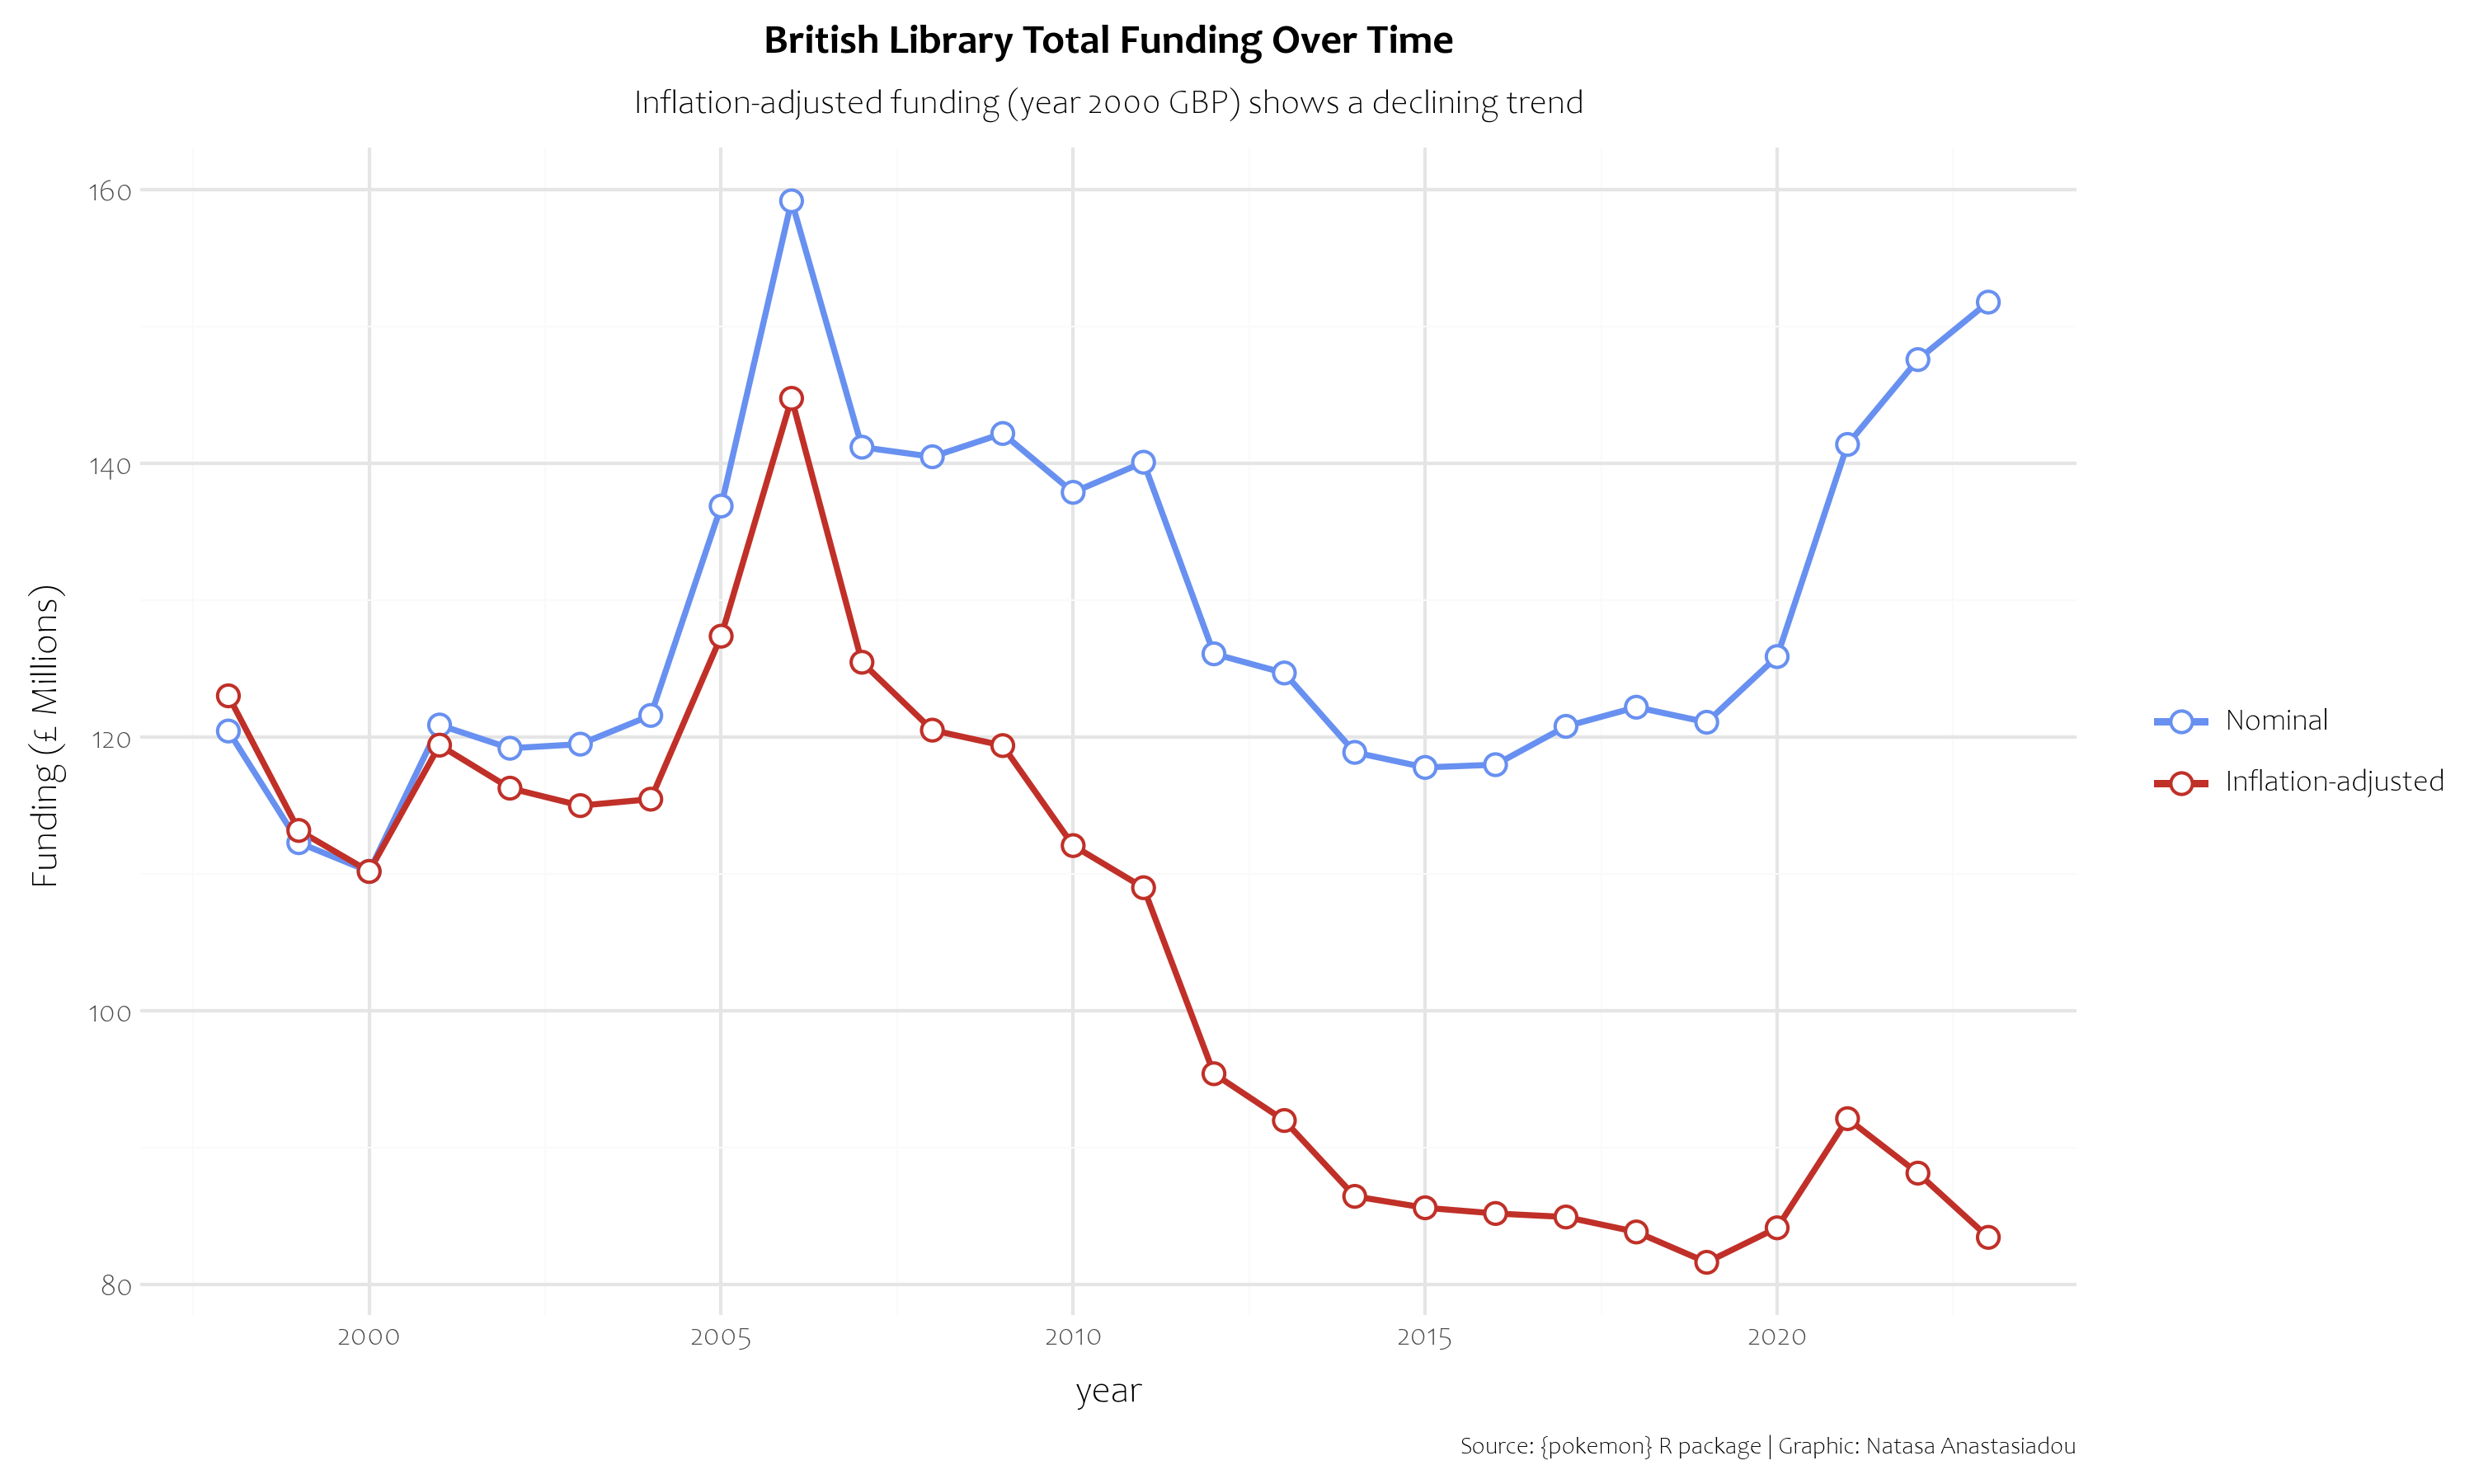 British Library Total Funding Over Time
Inflation-adjusted funding (year 2000 GBP) shows a declining trend
Funding (£ Millions)
160
140
120
100
80
2000
2005
2010
2015
2020
year
Nominal
Inflation-adjusted
Source: {pokemon} R package | Graphic: Natasa Anastasiadou